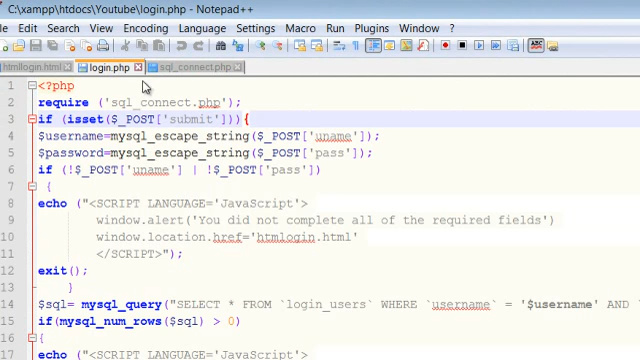 C:\xampp\htdocs\Youtube\login.php - Notepad++
Edit Search View Encoding Language Settings Macro Run Plugins Window ?
htmllogin.html login.php sql_connect.php
1 <?php
2 require ('sql_connect.php');
3 if (isset($_POST['submit'])){
4 $username=mysql_escape_string($_POST['uname']);
5 $password=mysql_escape_string($_POST['pass']);
6 if (!$_POST['uname'] | !$_POST['pass'])
7 {
8 echo ("<SCRIPT LANGUAGE='JavaScript'>
9 window.alert('You did not complete all of the required fields')
10 window.location.href='htmlogin.html'
11 </SCRIPT>");
12 exit();
13 }
14 $sql= mysql_query("SELECT * FROM `login_users` WHERE `username` = '$username' AND `
15 if(mysql_num_rows($sql) > 0)
16 {
17 echo ("<SCRIPT LANGUAGE='JavaScript'>